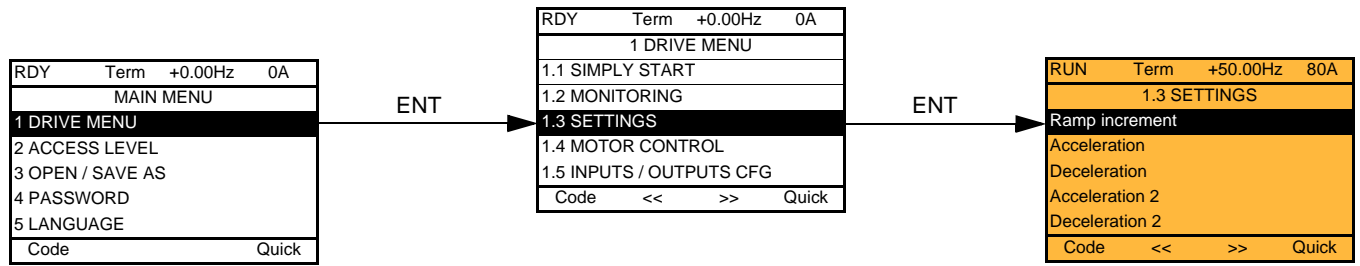 RDY Term +0.00Hz 0A
MAIN MENU
1 DRIVE MENU
2 ACCESS LEVEL
3 OPEN / SAVE AS
4 PASSWORD
5 LANGUAGE
Code Quick
ENT
RDY Term +0.00Hz 0A
1 DRIVE MENU
1.1 SIMPLY START
1.2 MONITORING
1.3 SETTINGS
1.4 MOTOR CONTROL
1.5 INPUTS / OUTPUTS CFG
Code << >> Quick
ENT
RUN Term +50.00Hz 80A
1.3 SETTINGS
Ramp increment
Acceleration
Deceleration
Acceleration 2
Deceleration 2
Code << >> Quick